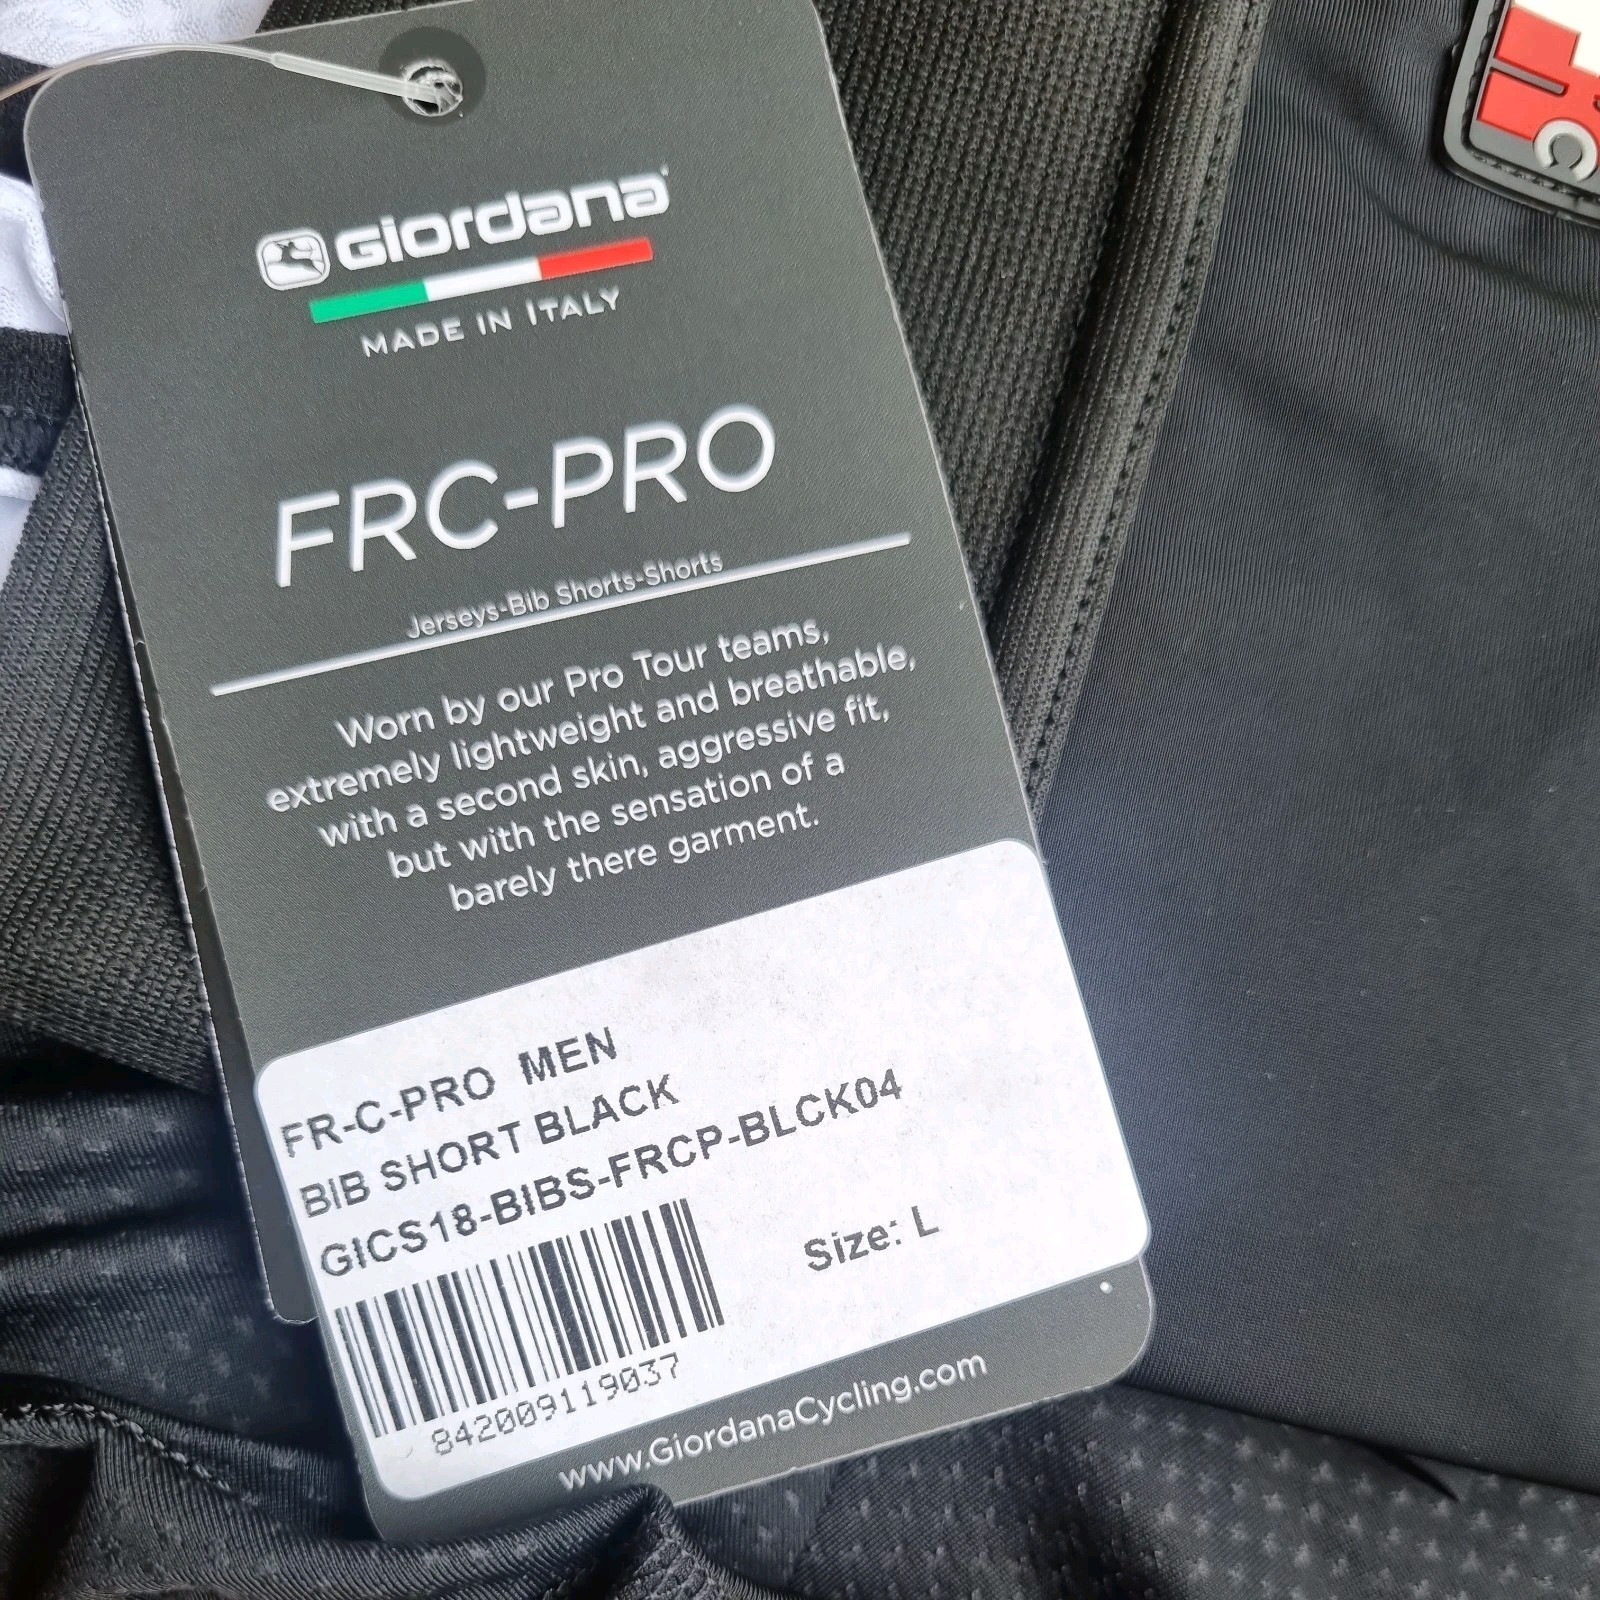 Giordana
MADE IN ITALY
FRC-PRO
Jerseys-Bib Shorts-Shorts
Worn by our Pro Tour teams,
extremely lightweight and breathable,
with a second skin, aggressive fit,
but with the sensation of a
barely there garment.
FR-C-PRO MEN
BIB SHORT BLACK
GICS18-BIBS-FRCP-BLCK04
Size: L
842009119037
www.GiordanaCycling.com